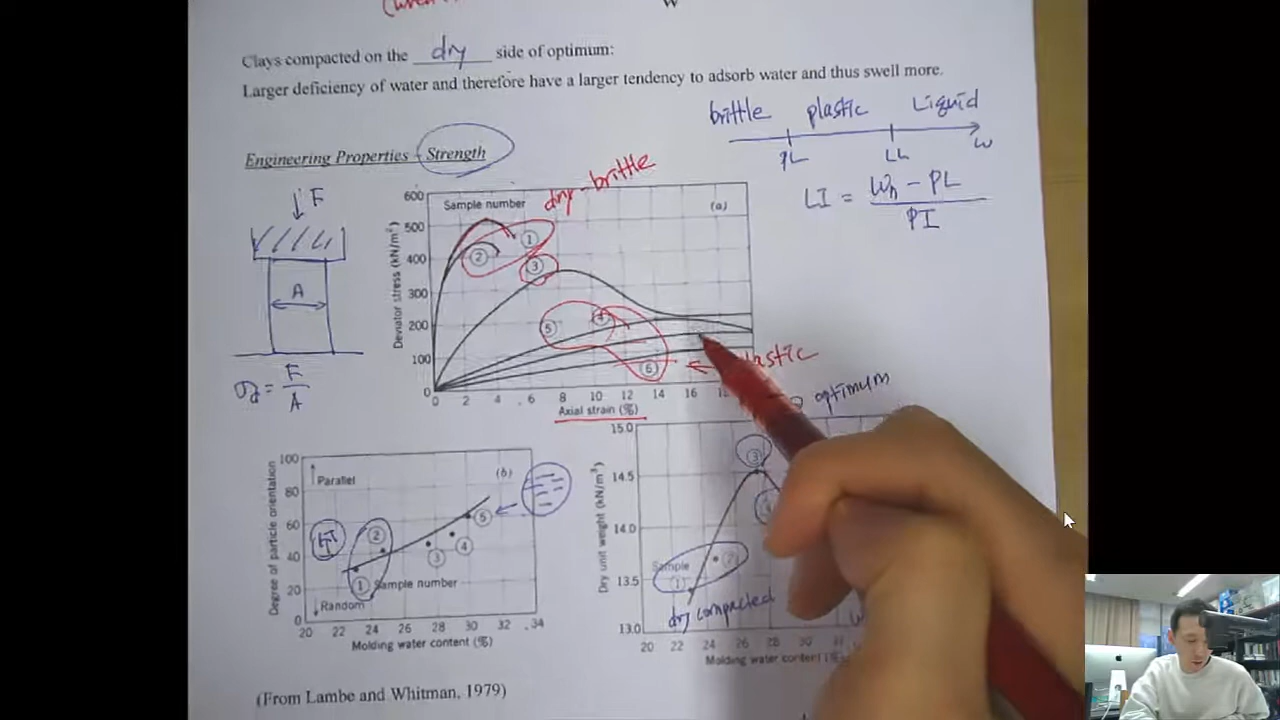 Clays compacted on the dry side of optimum:
Larger deficiency of water and therefore have a larger tendency to adsorb water and thus swell more.
brittle plastic Liquid
PL LL w
LI = Wn - PL / PI
Engineering Properties - Strength
F
A
σd = F / A
dry-brittle
600
500
400
300
200
100
0
Deviator stress (kN/m²)
Sample number
(a)
1
2
3
4
5
6
0 2 4 6 8 10 12 14 16
Axial strain (%)
optimum
100
80
60
40
20
0
Degree of particle orientation
Parallel
(b)
5
2
4
3
1 Sample number
Random
20 22 24 26 28 30 32 34
Molding water content (%)
15.0
14.5
14.0
13.5
13.0
Dry unit weight (kN/m³)
3
Sample
1
2
dry compacted
20 22 24 26 28 30
Molding water content
(From Lambe and Whitman, 1979)